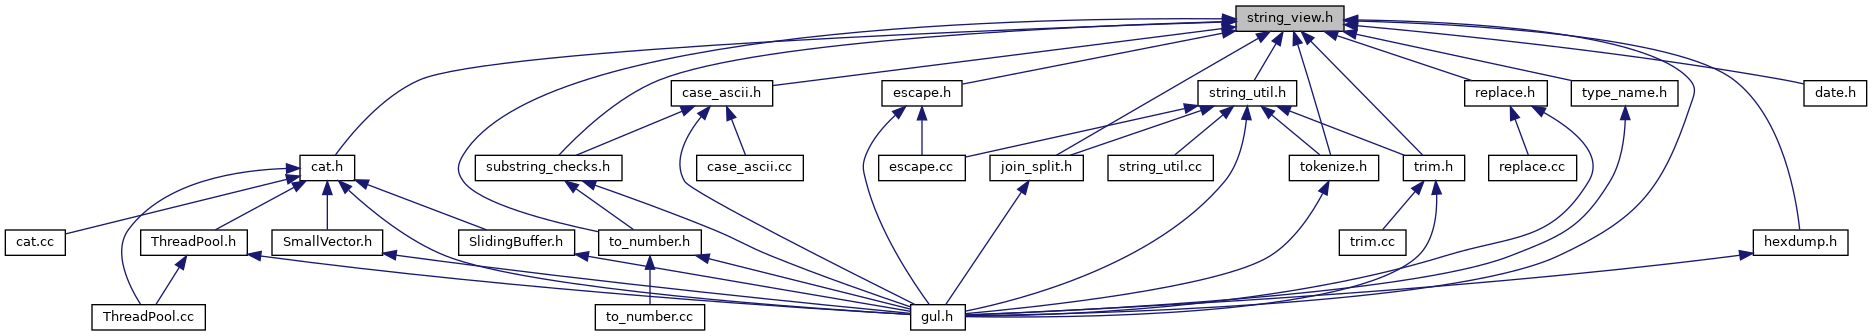 string_view.h
case_ascii.h
escape.h
string_util.h
replace.h
type_name.h
date.h
cat.h
substring_checks.h
case_ascii.cc
escape.cc
join_split.h
string_util.cc
tokenize.h
trim.h
replace.cc
cat.cc
ThreadPool.h
SmallVector.h
SlidingBuffer.h
to_number.h
trim.cc
hexdump.h
ThreadPool.cc
to_number.cc
gul.h